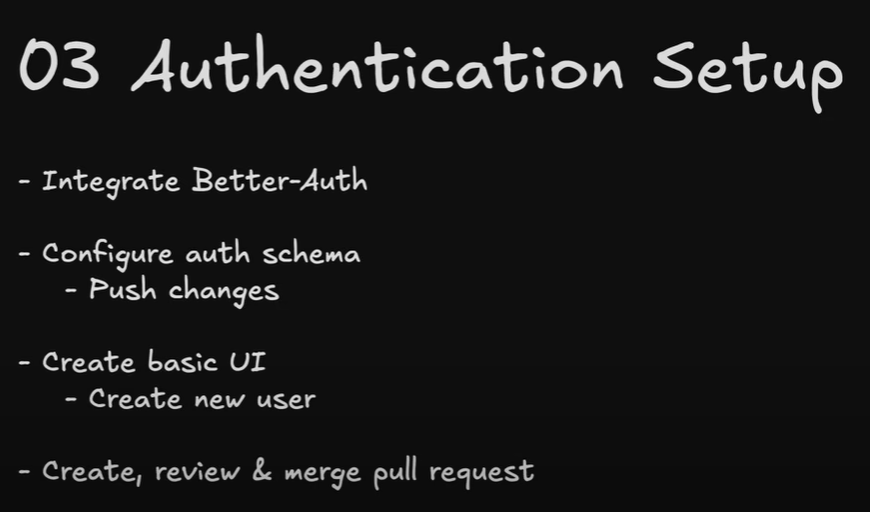 03 Authentication Setup
- Integrate Better-Auth
- Configure auth schema
- Push changes
- Create basic UI
- Create new user
- Create, review & merge pull request